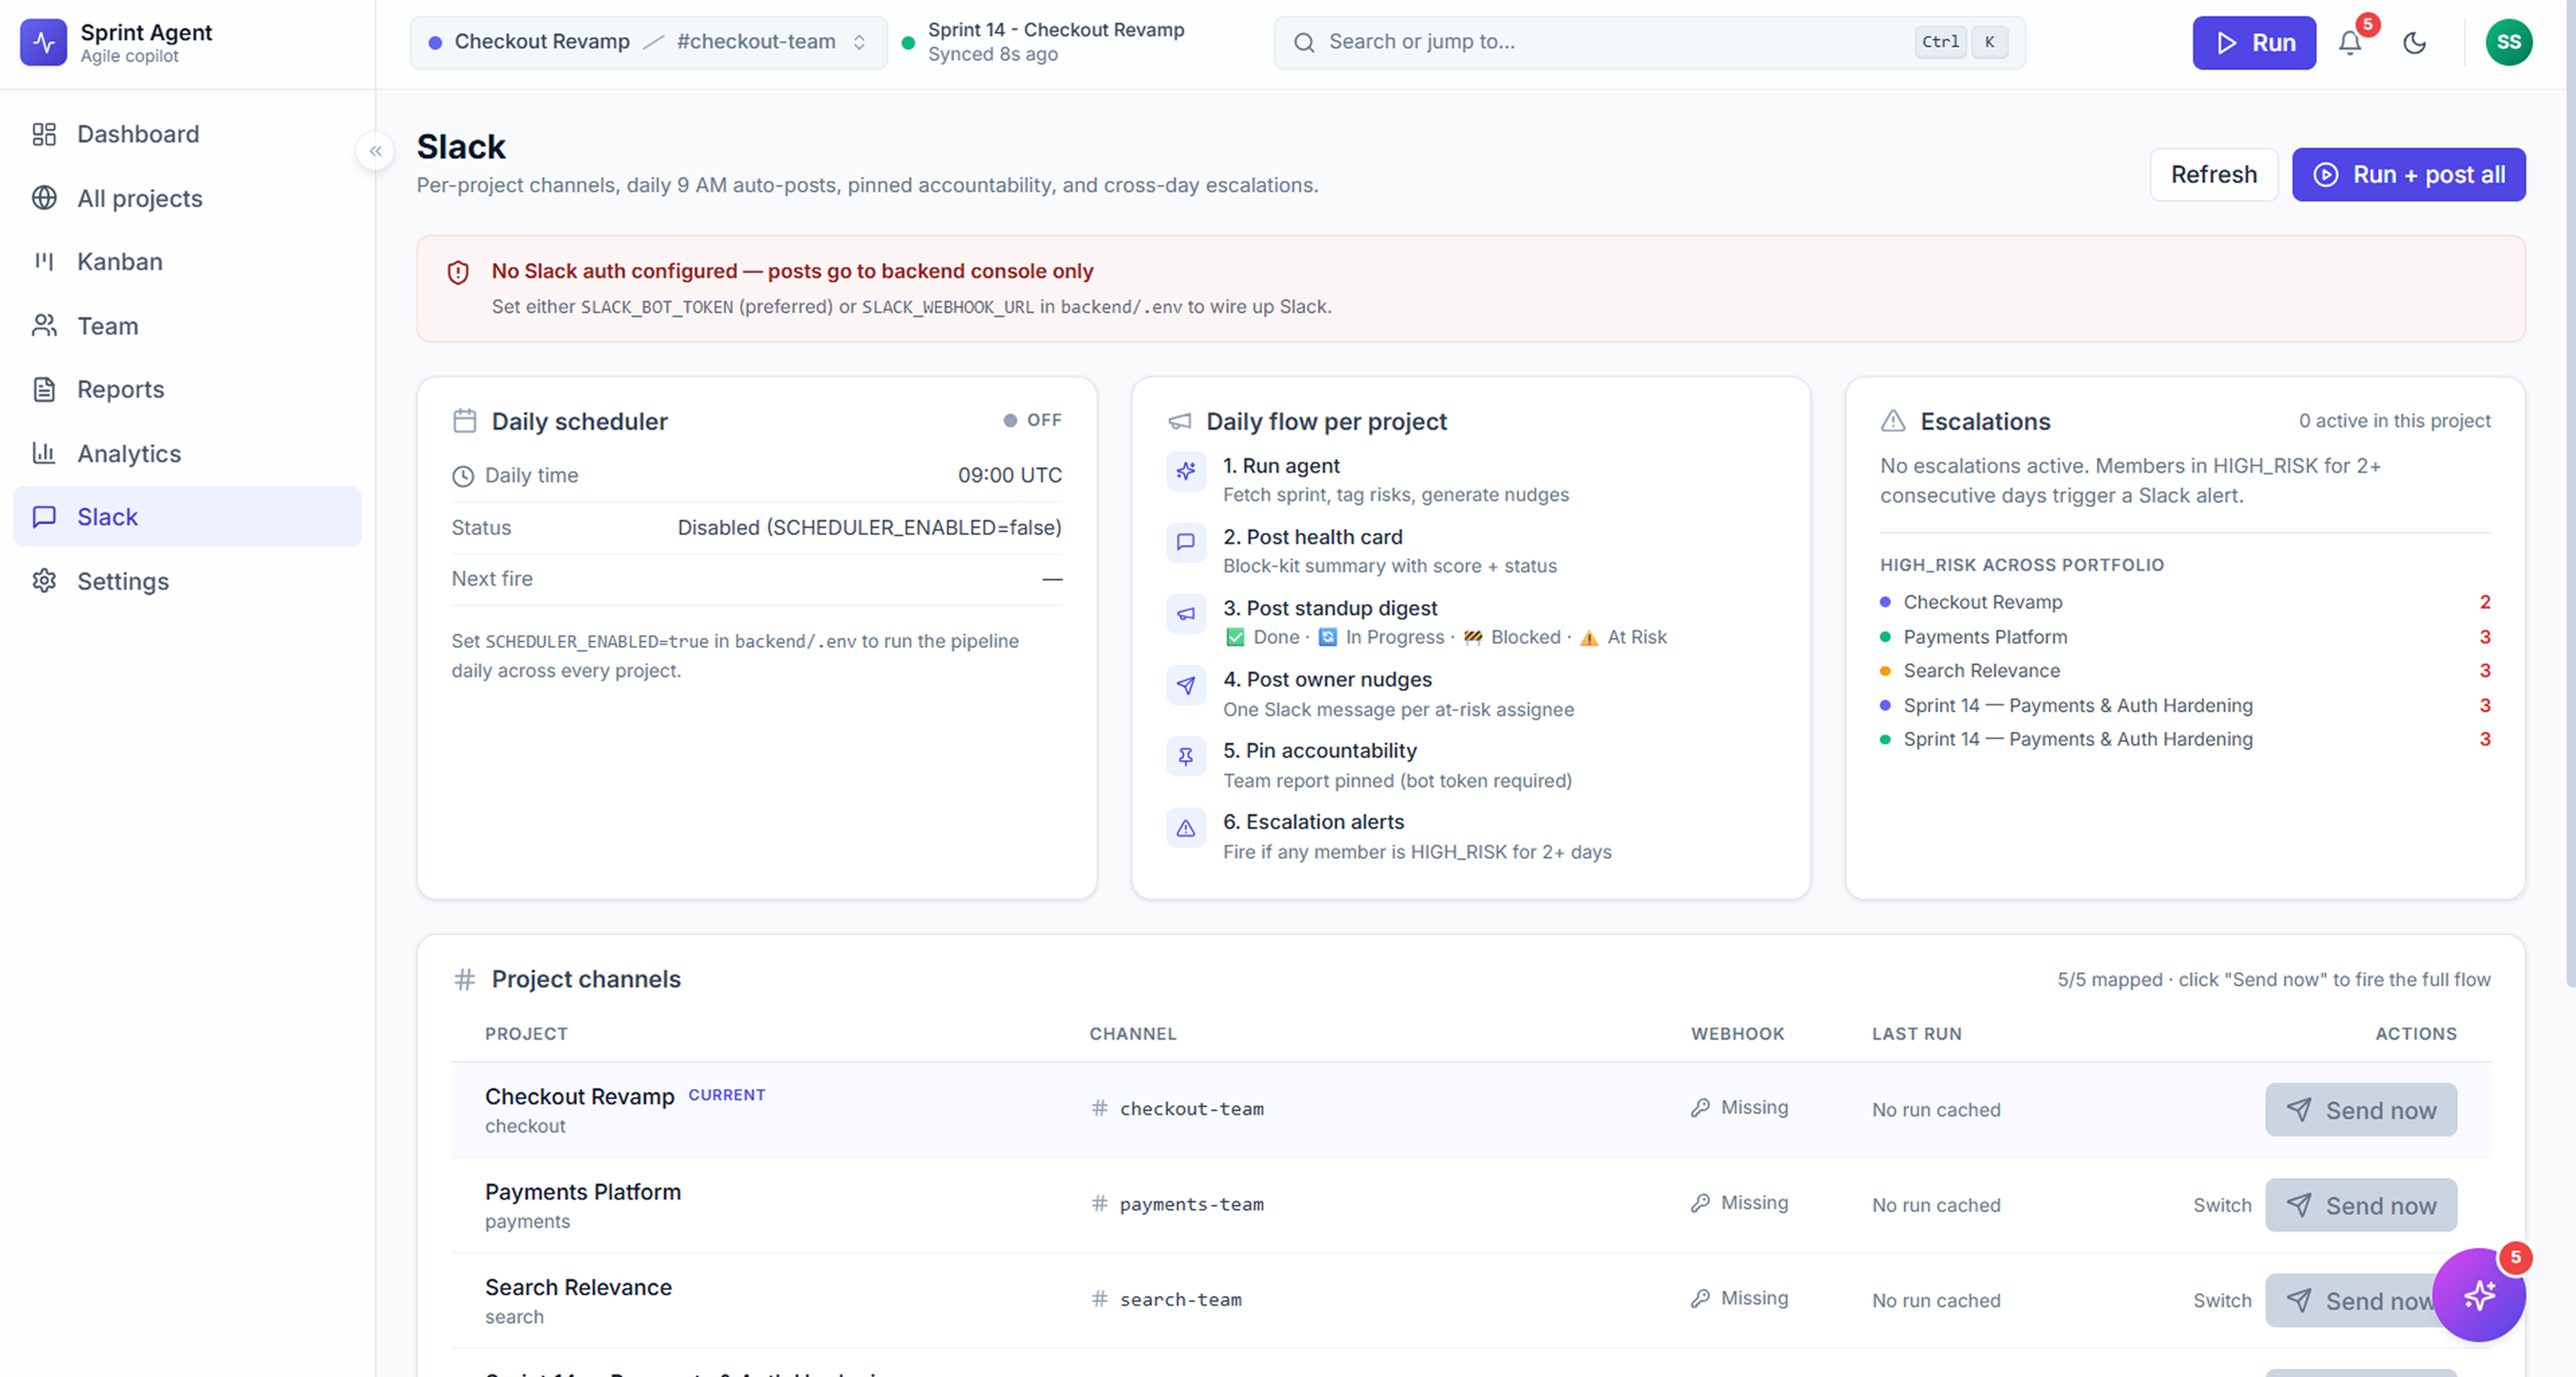 Sprint Agent
Agile copilot
Checkout Revamp / #checkout-team
Sprint 14 - Checkout Revamp
Synced 8s ago
Search or jump to...
Ctrl K
Run
5
SS
Dashboard
All projects
Kanban
Team
Reports
Analytics
Slack
Settings
Slack
Per-project channels, daily 9 AM auto-posts, pinned accountability, and cross-day escalations.
Refresh
Run + post all
No Slack auth configured — posts go to backend console only
Set either SLACK_BOT_TOKEN (preferred) or SLACK_WEBHOOK_URL in backend/.env to wire up Slack.
Daily scheduler
OFF
Daily time 09:00 UTC
Status Disabled (SCHEDULER_ENABLED=false)
Next fire —
Set SCHEDULER_ENABLED=true in backend/.env to run the pipeline
daily across every project.
Daily flow per project
1. Run agent
Fetch sprint, tag risks, generate nudges
2. Post health card
Block-kit summary with score + status
3. Post standup digest
✅ Done · 🔄 In Progress · 🚧 Blocked · ⚠️ At Risk
4. Post owner nudges
One Slack message per at-risk assignee
5. Pin accountability
Team report pinned (bot token required)
6. Escalation alerts
Fire if any member is HIGH_RISK for 2+ days
Escalations
0 active in this project
No escalations active. Members in HIGH_RISK for 2+
consecutive days trigger a Slack alert.
HIGH_RISK ACROSS PORTFOLIO
Checkout Revamp 2
Payments Platform 3
Search Relevance 3
Sprint 14 — Payments & Auth Hardening 3
Sprint 14 — Payments & Auth Hardening 3
# Project channels
5/5 mapped · click "Send now" to fire the full flow
PROJECT CHANNEL WEBHOOK LAST RUN ACTIONS
Checkout Revamp CURRENT
checkout
# checkout-team
Missing
No run cached
Send now
Payments Platform
payments
# payments-team
Missing
No run cached
Switch
Send now
Search Relevance
search
# search-team
Missing
No run cached
Switch
Send now
5